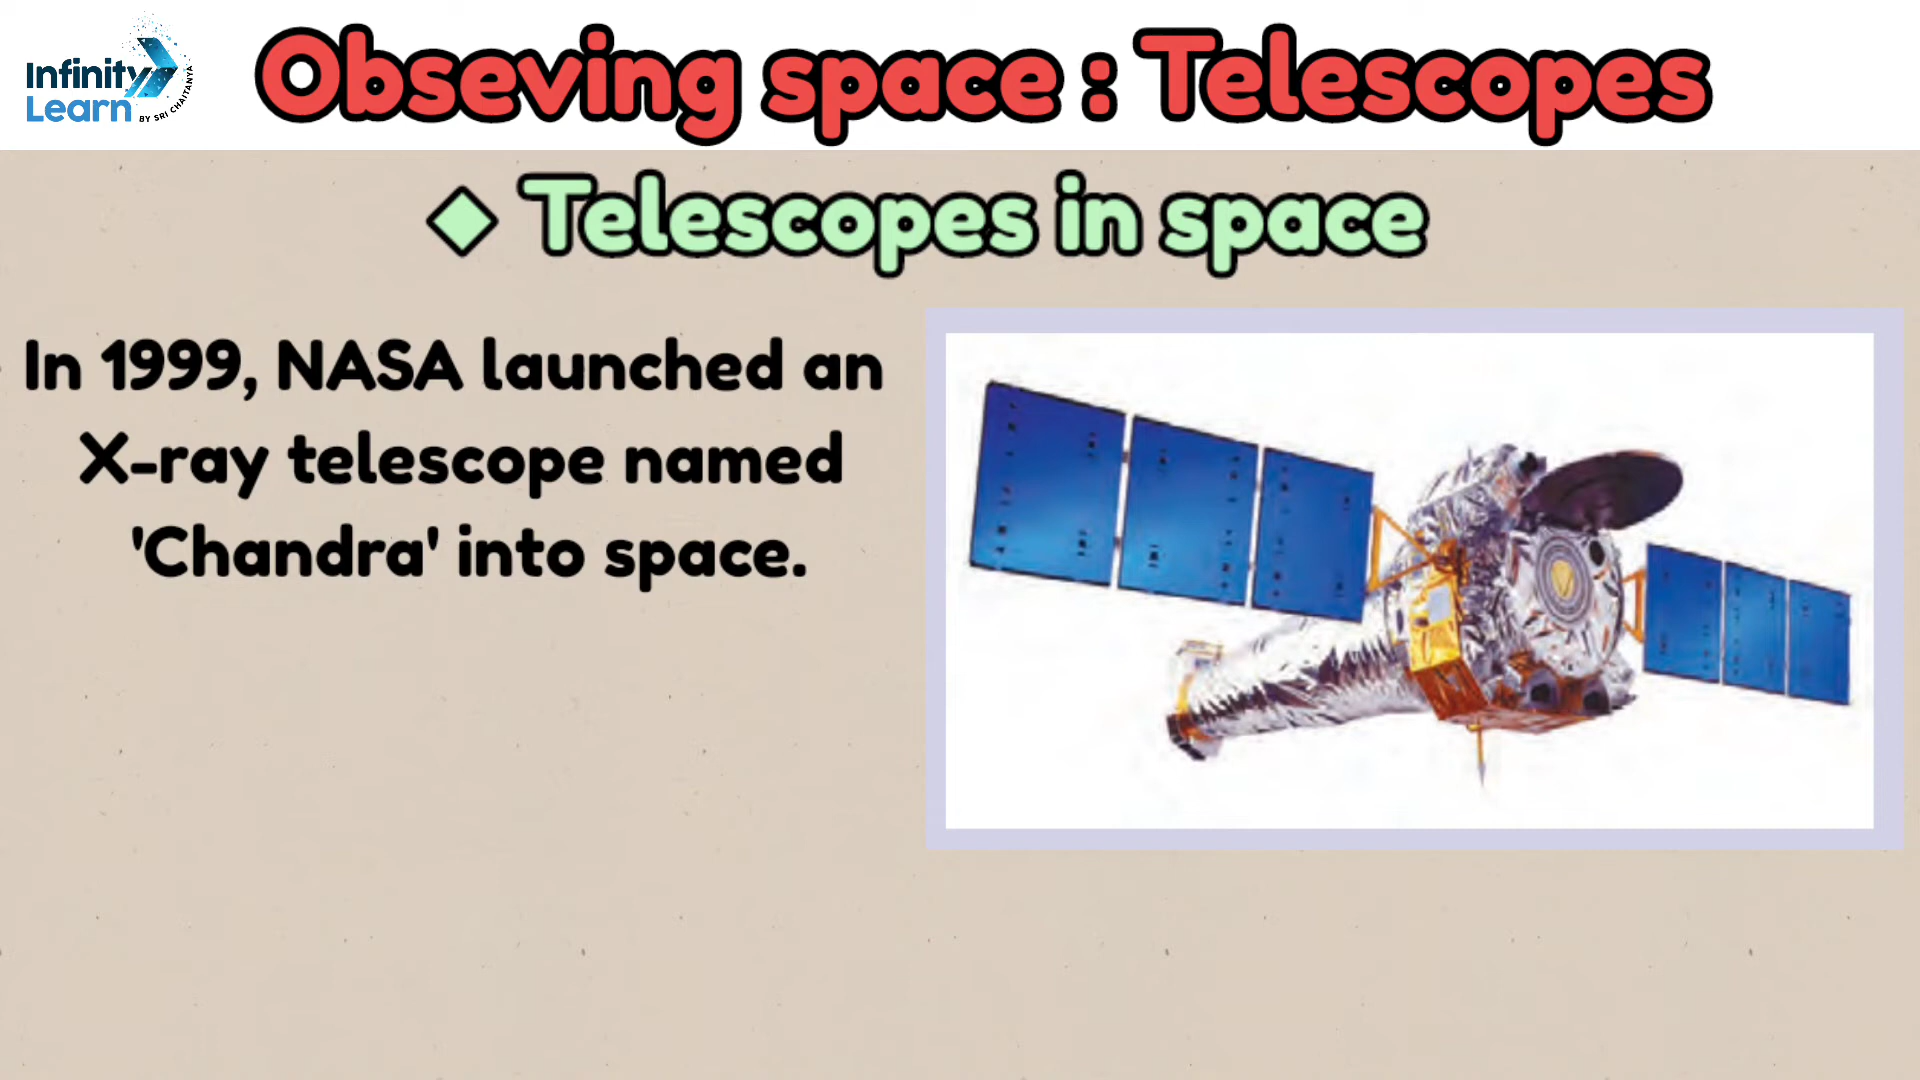 Infinity
Learn
BY SRI CHAITANYA
Obseving space : Telescopes
◆ Telescopes in space
In 1999, NASA launched an
X-ray telescope named
'Chandra' into space.